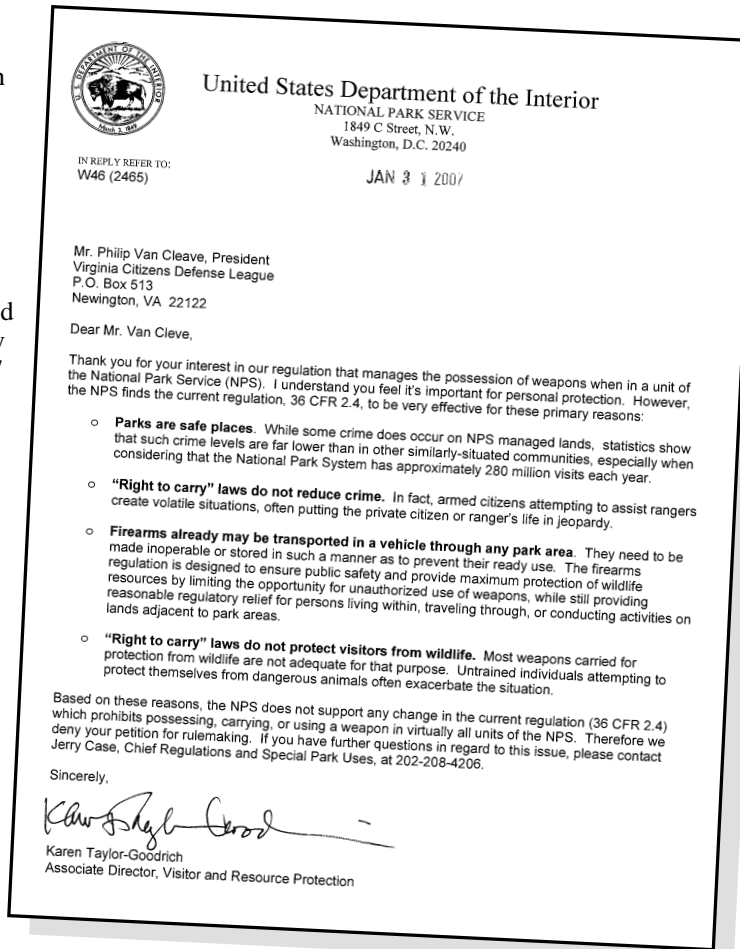 n
d
y
U.S. DEPARTMENT OF THE INTERIOR
March 3, 1849
United States Department of the Interior
NATIONAL PARK SERVICE
1849 C Street, N.W.
Washington, D.C. 20240
IN REPLY REFER TO:
W46 (2465)
JAN 3 1 2007
Mr. Philip Van Cleave, President
Virginia Citizens Defense League
P.O. Box 513
Newington, VA 22122
Dear Mr. Van Cleve,
Thank you for your interest in our regulation that manages the possession of weapons when in a unit of
the National Park Service (NPS). I understand you feel it's important for personal protection. However,
the NPS finds the current regulation, 36 CFR 2.4, to be very effective for these primary reasons:
o Parks are safe places. While some crime does occur on NPS managed lands, statistics show
that such crime levels are far lower than in other similarly-situated communities, especially when
considering that the National Park System has approximately 280 million visits each year.
o “Right to carry” laws do not reduce crime. In fact, armed citizens attempting to assist rangers
create volatile situations, often putting the private citizen or ranger's life in jeopardy.
o Firearms already may be transported in a vehicle through any park area. They need to be
made inoperable or stored in such a manner as to prevent their ready use. The firearms
regulation is designed to ensure public safety and provide maximum protection of wildlife
resources by limiting the opportunity for unauthorized use of weapons, while still providing
reasonable regulatory relief for persons living within, traveling through, or conducting activities on
lands adjacent to park areas.
o “Right to carry” laws do not protect visitors from wildlife. Most weapons carried for
protection from wildlife are not adequate for that purpose. Untrained individuals attempting to
protect themselves from dangerous animals often exacerbate the situation.
Based on these reasons, the NPS does not support any change in the current regulation (36 CFR 2.4)
which prohibits possessing, carrying, or using a weapon in virtually all units of the NPS. Therefore we
deny your petition for rulemaking. If you have further questions in regard to this issue, please contact
Jerry Case, Chief Regulations and Special Park Uses, at 202-208-4206.
Sincerely,
Karen Taylor-Goodrich
Associate Director, Visitor and Resource Protection